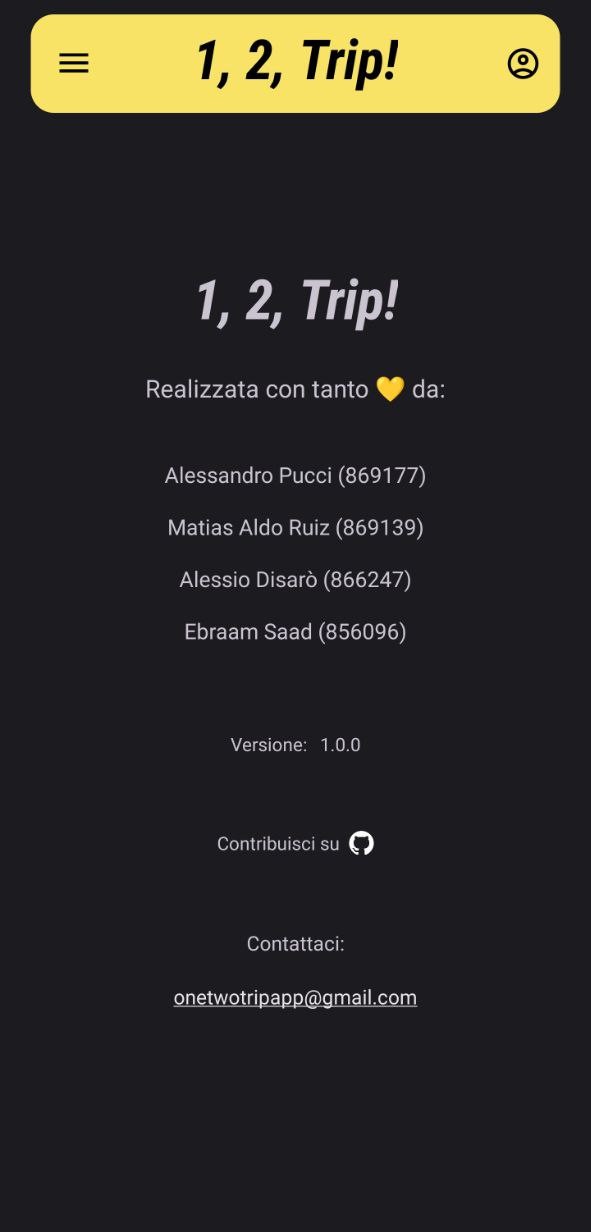 1, 2, Trip!
1, 2, Trip!
Realizzata con tanto 💛 da:
Alessandro Pucci (869177)
Matias Aldo Ruiz (869139)
Alessio Disarò (866247)
Ebraam Saad (856096)
Versione: 1.0.0
Contribuisci su
Contattaci:
onetwotripapp@gmail.com